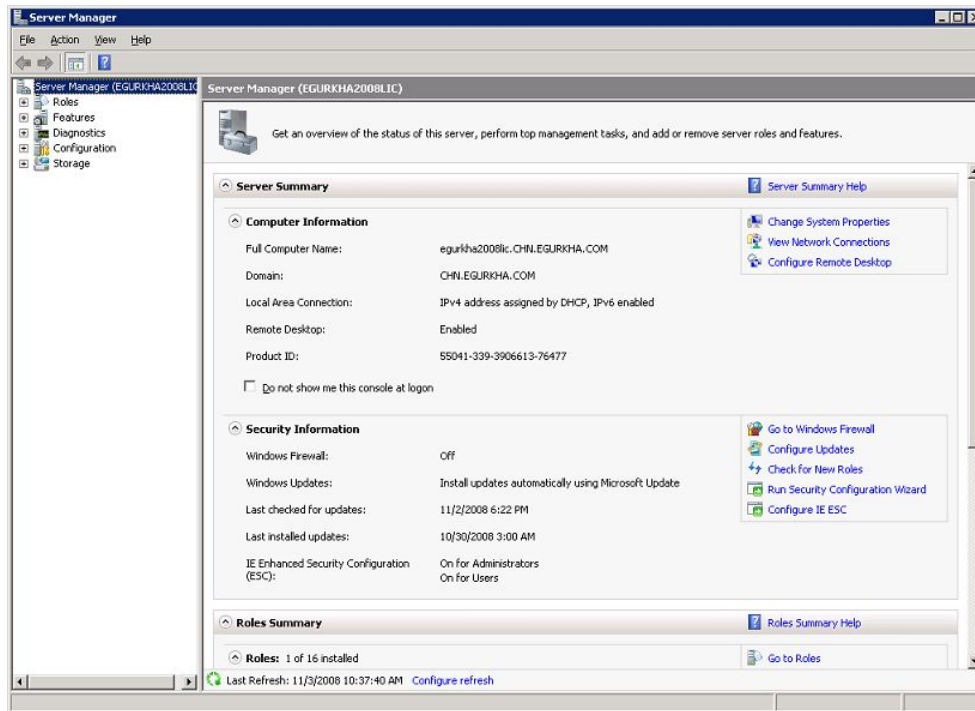 Server Manager
File Action View Help
Server Manager (EGURKHA2008LIC
Roles
Features
Diagnostics
Configuration
Storage
Server Manager (EGURKHA2008LIC)
Get an overview of the status of this server, perform top management tasks, and add or remove server roles and features.
Server Summary
Server Summary Help
Computer Information
Full Computer Name: egurkha2008lic.CHN.EGURKHA.COM
Domain: CHN.EGURKHA.COM
Local Area Connection: IPv4 address assigned by DHCP, IPv6 enabled
Remote Desktop: Enabled
Product ID: 55041-339-3906613-76477
Do not show me this console at logon
Change System Properties
View Network Connections
Configure Remote Desktop
Security Information
Windows Firewall: Off
Windows Updates: Install updates automatically using Microsoft Update
Last checked for updates: 11/2/2008 6:22 PM
Last installed updates: 10/30/2008 3:00 AM
IE Enhanced Security Configuration (ESC): On for Administrators
On for Users
Go to Windows Firewall
Configure Updates
Check for New Roles
Run Security Configuration Wizard
Configure IE ESC
Roles Summary
Roles Summary Help
Roles: 1 of 16 installed
Go to Roles
Last Refresh: 11/3/2008 10:37:40 AM Configure refresh